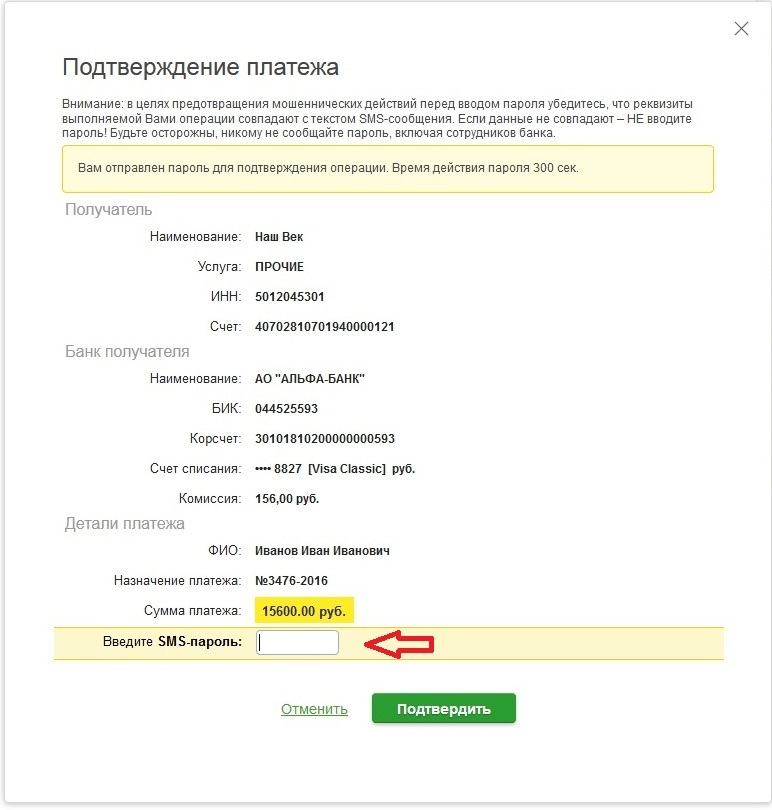 Подтверждение платежа
Внимание: в целях предотвращения мошеннических действий перед вводом пароля убедитесь, что реквизиты
выполняемой Вами операции совпадают с текстом SMS-сообщения. Если данные не совпадают – НЕ вводите
пароль! Будьте осторожны, никому не сообщайте пароль, включая сотрудников банка.
Вам отправлен пароль для подтверждения операции. Время действия пароля 300 сек.
Получатель
Наименование: Наш Век
Услуга: ПРОЧИЕ
ИНН: 5012045301
Счет: 40702810701940000121
Банк получателя
Наименование: АО "АЛЬФА-БАНК"
БИК: 044525593
Корсчет: 30101810200000000593
Счет списания: •••• 8827 [Visa Classic] руб.
Комиссия: 156,00 руб.
Детали платежа
ФИО: Иванов Иван Иванович
Назначение платежа: №3476-2016
Сумма платежа: 15600.00 руб.
Введите SMS-пароль:
Отменить Подтвердить